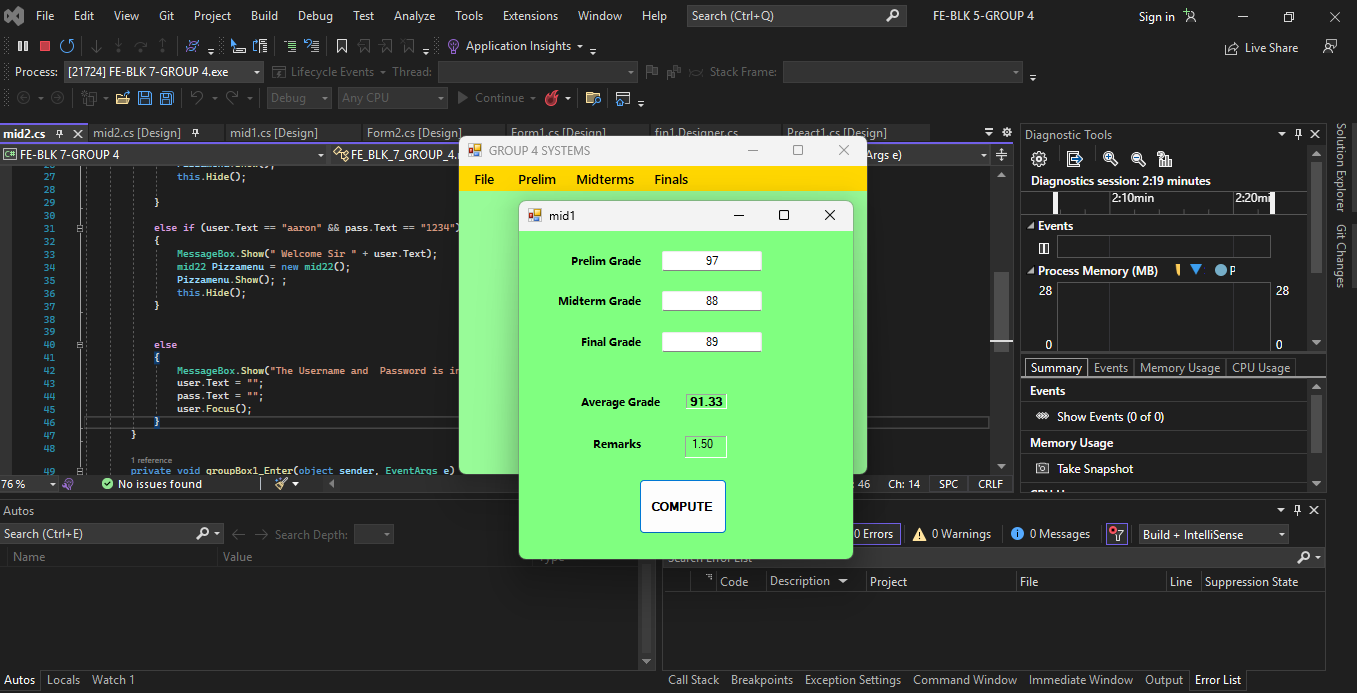 File Edit View Git Project Build Debug Test Analyze Tools Extensions Window Help Search (Ctrl+Q) FE-BLK 5-GROUP 4 Sign in
Application Insights Live Share
Process: [21724] FE-BLK 7-GROUP 4.exe Lifecycle Events Thread: Stack Frame:
Debug Any CPU Continue
mid2.cs mid2.cs [Design] mid1.cs [Design] Form2.cs [Design] Form1.cs [Design] fin1.Designer.cs Preact1.cs [Design]
C# FE-BLK 7-GROUP 4 FE_BLK_7_GROUP_4. Args e)
27 this.Hide();
28
29 }
30
31 else if (user.Text == "aaron" && pass.Text == "1234")
32 {
33 MessageBox.Show(" Welcome Sir " + user.Text);
34 mid22 Pizzamenu = new mid22();
35 Pizzamenu.Show(); ;
36 this.Hide();
37 }
38
39
40 else
41 {
42 MessageBox.Show("The Username and  Password is in
43 user.Text = "";
44 pass.Text = "";
45 user.Focus();
46 }
47 }
48
1 reference
49 private void groupBox1_Enter(object sender, EventArgs e)
76 % No issues found 46 Ch: 14 SPC CRLF
GROUP 4 SYSTEMS
File Prelim Midterms Finals
mid1
Prelim Grade 97
Midterm Grade 88
Final Grade 89
Average Grade 91.33
Remarks 1.50
COMPUTE
Diagnostic Tools
Diagnostics session: 2:19 minutes
2:10min 2:20mi
Events
Process Memory (MB) P
28 28
0 0
Summary Events Memory Usage CPU Usage
Events
Show Events (0 of 0)
Memory Usage
Take Snapshot
Solution Explorer
Git Changes
Autos
Search (Ctrl+E) Search Depth:
Name Value Type
0 Errors 0 Warnings 0 Messages Build + IntelliSense
Search Error List
Code Description Project File Line Suppression State
Autos Locals Watch 1
Call Stack Breakpoints Exception Settings Command Window Immediate Window Output Error List